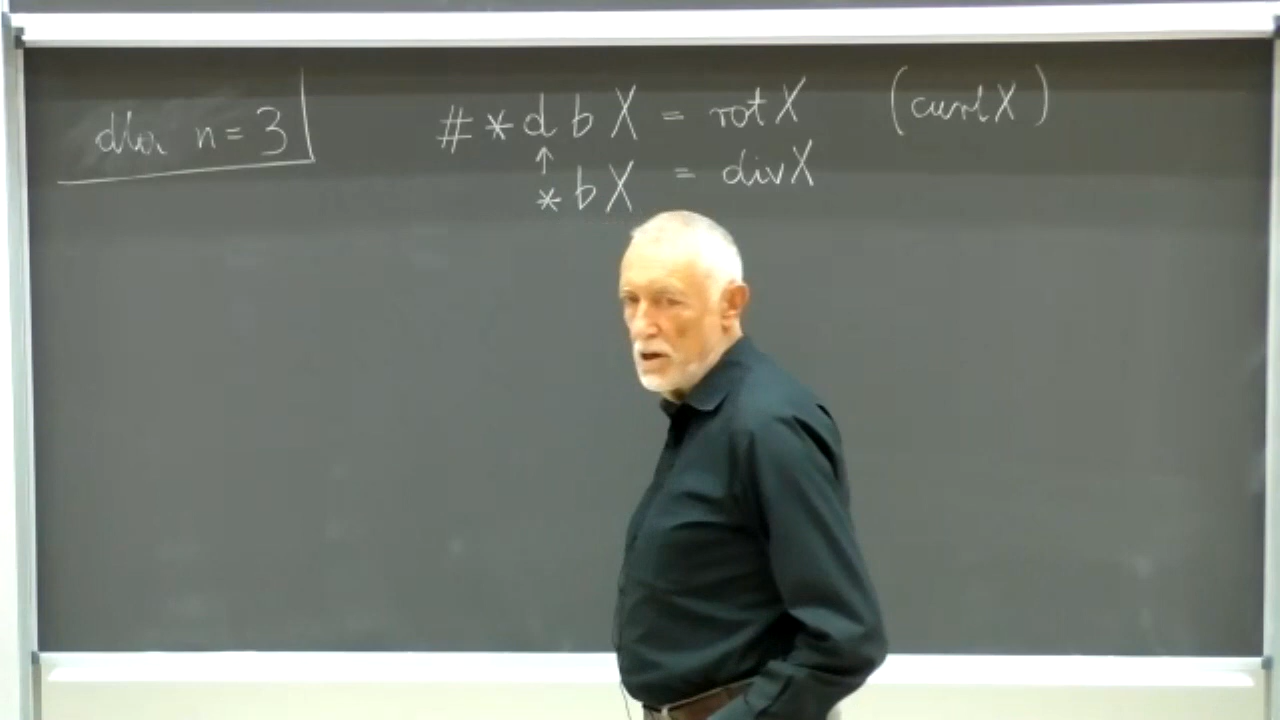 dla n=3
# * d b X = rot X (curl X)
↑
* b X = div X